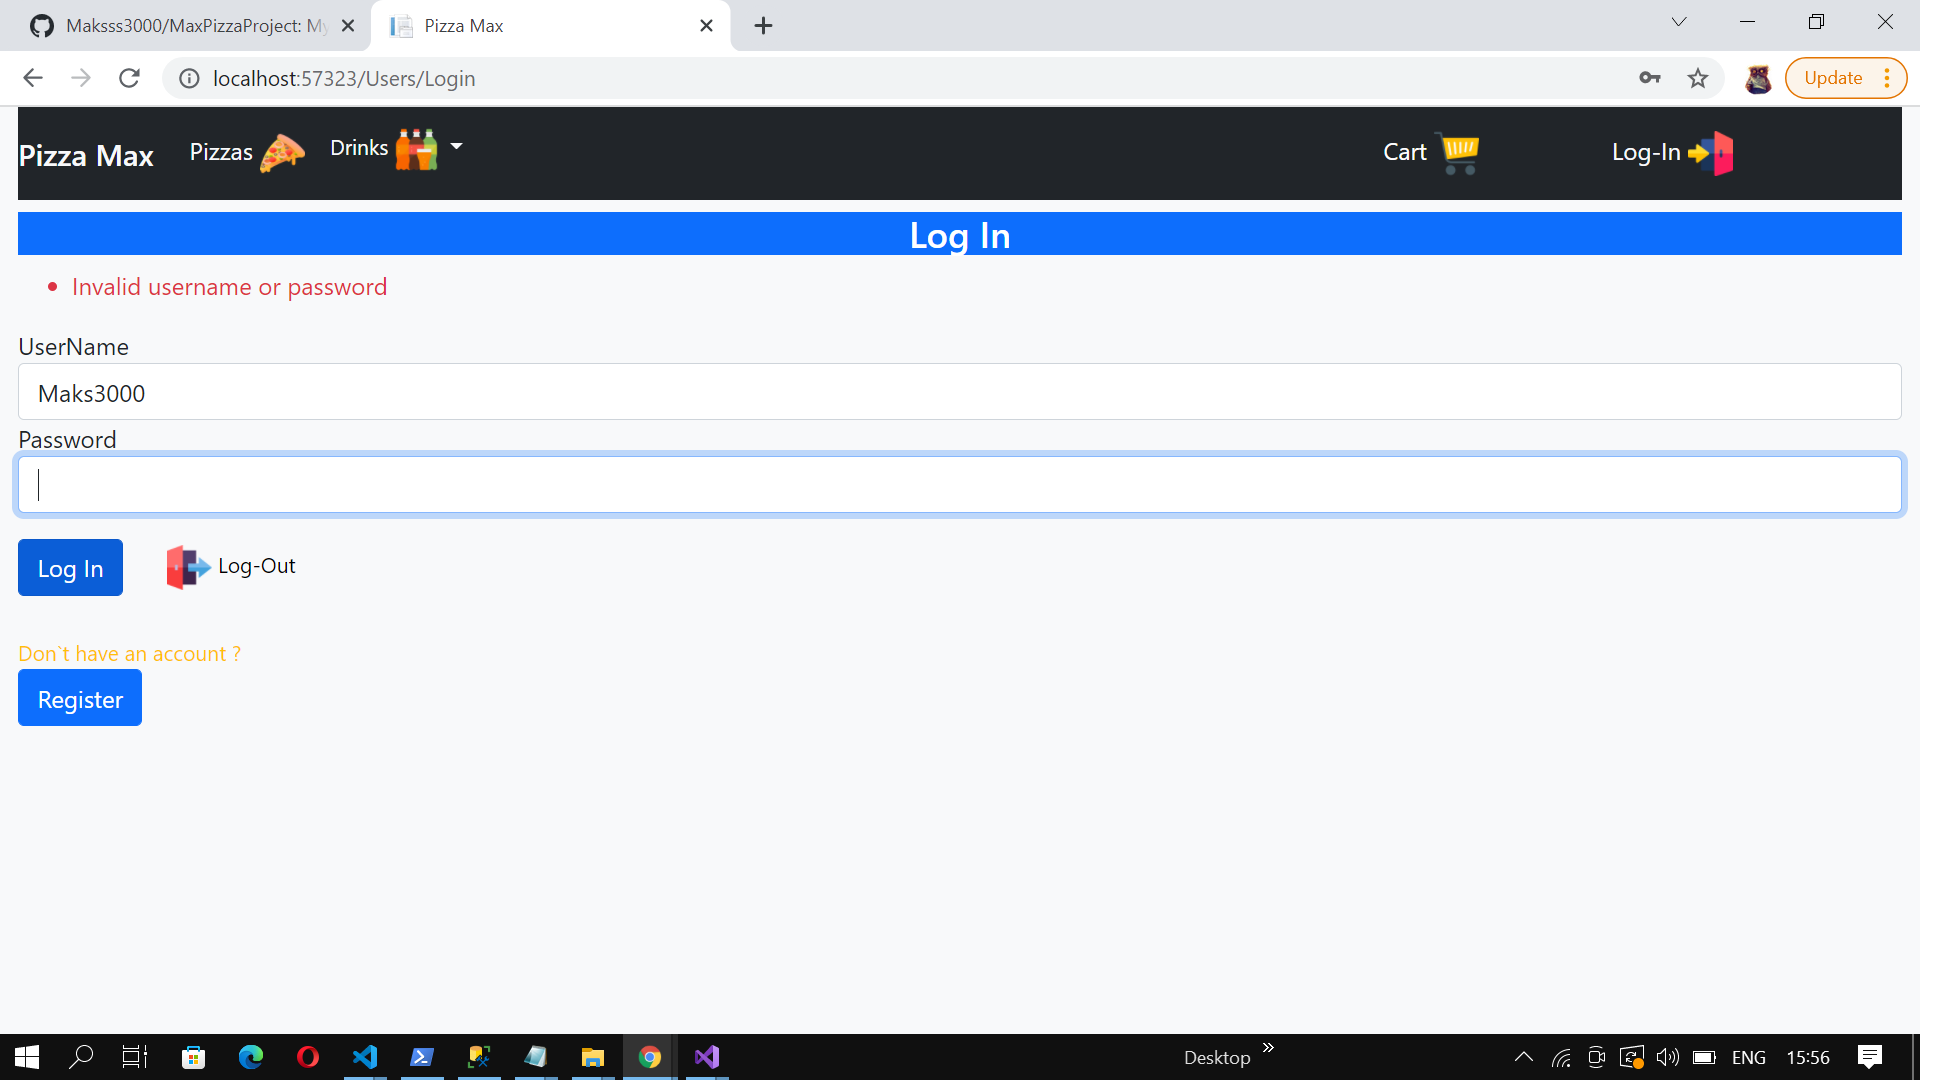 Maksss3000/MaxPizzaProject: My
Pizza Max
localhost:57323/Users/Login
Update
Pizza Max
Pizzas
Drinks
Cart
Log-In
Log In
Invalid username or password
UserName
Maks3000
Password
Log In
Log-Out
Don`t have an account ?
Register
Desktop
ENG
15:56